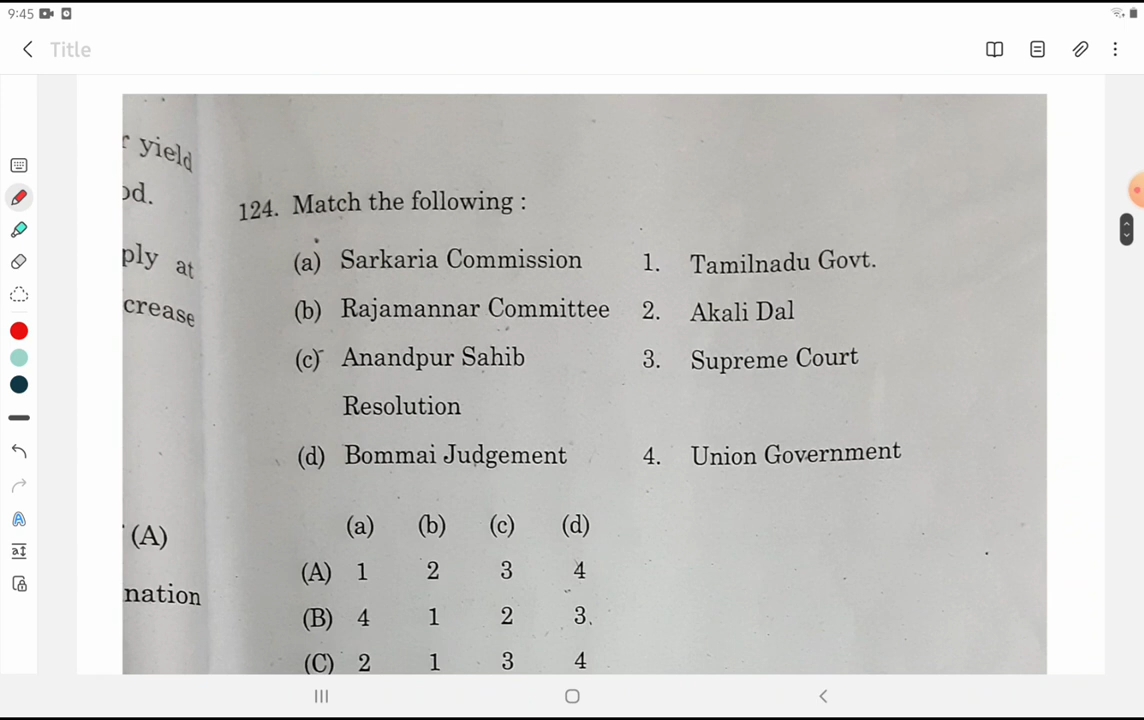 9:45
Title
r yield
od.
ply at
crease
124. Match the following :
(a) Sarkaria Commission 1. Tamilnadu Govt.
(b) Rajamannar Committee 2. Akali Dal
(c) Anandpur Sahib 3. Supreme Court
Resolution
(d) Bommai Judgement 4. Union Government
(A)
nation
(a) (b) (c) (d)
(A) 1 2 3 4
(B) 4 1 2 3
(C) 2 1 3 4